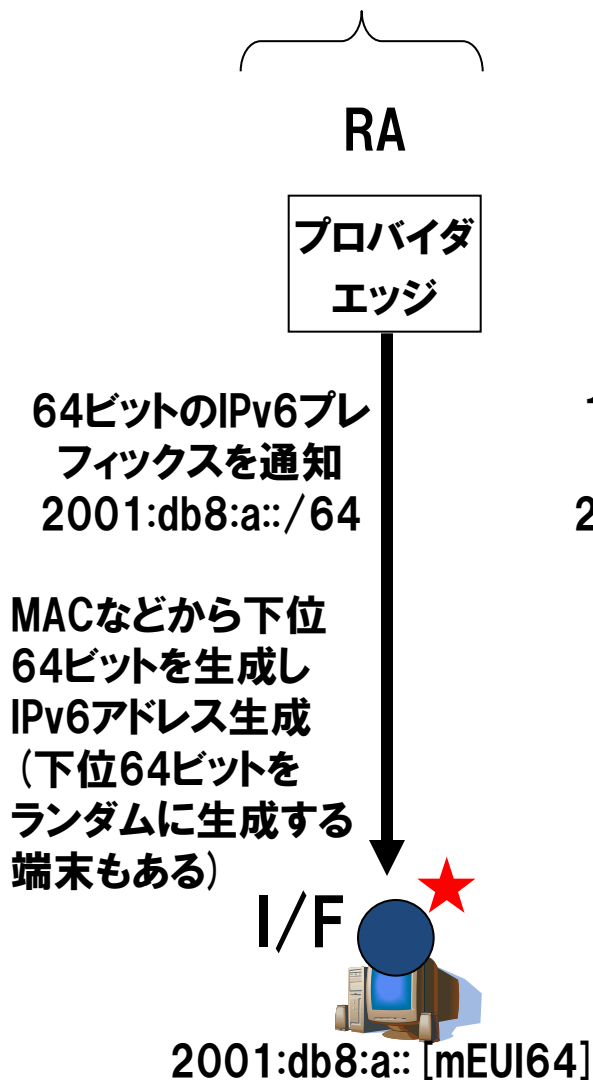 RA
プロバイダ
エッジ
64ビットのIPv6プレ
フィックスを通知
2001:db8:a::/64
MACなどから下位
64ビットを生成し
IPv6アドレス生成
(下位64ビットを
ランダムに生成する
端末もある)
I/F
2001:db8:a:: [mEUI64]